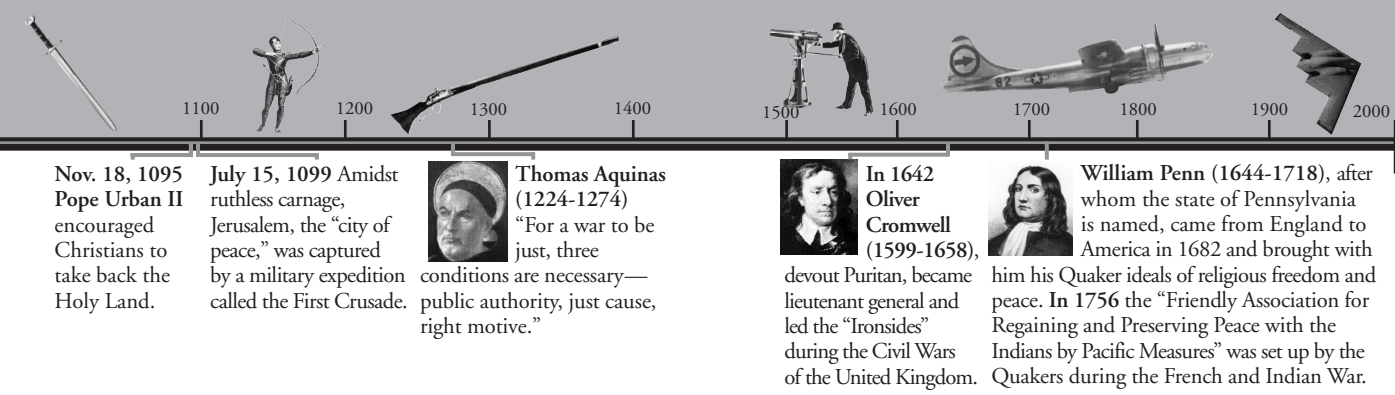 1100
1200
1300
1400
1500
1600
1700
1800
1900
2000
82
Nov. 18, 1095
Pope Urban II
encouraged
Christians to
take back the
Holy Land.
July 15, 1099 Amidst
ruthless carnage,
Jerusalem, the “city of
peace,” was captured
by a military expedition
called the First Crusade.
Thomas Aquinas
(1224-1274)
“For a war to be
just, three
conditions are necessary—
public authority, just cause,
right motive.”
In 1642
Oliver
Cromwell
(1599-1658),
devout Puritan, became
lieutenant general and
led the “Ironsides”
during the Civil Wars
of the United Kingdom.
William Penn (1644-1718), after
whom the state of Pennsylvania
is named, came from England to
America in 1682 and brought with
him his Quaker ideals of religious freedom and
peace. In 1756 the “Friendly Association for
Regaining and Preserving Peace with the
Indians by Pacific Measures” was set up by the
Quakers during the French and Indian War.